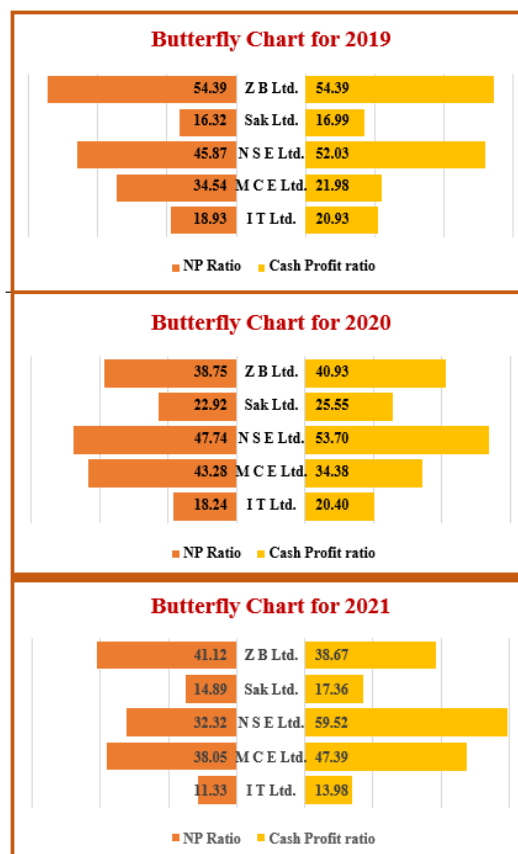 Butterfly Chart for 2019
54.39 Z B Ltd. 54.39
16.32 Sak Ltd. 16.99
45.87 N S E Ltd. 52.03
34.54 M C E Ltd. 21.98
18.93 I T Ltd. 20.93
NP Ratio Cash Profit ratio
Butterfly Chart for 2020
38.75 Z B Ltd. 40.93
22.92 Sak Ltd. 25.55
47.74 N S E Ltd. 53.70
43.28 M C E Ltd. 34.38
18.24 I T Ltd. 20.40
NP Ratio Cash Profit ratio
Butterfly Chart for 2021
41.12 Z B Ltd. 38.67
14.89 Sak Ltd. 17.36
32.32 N S E Ltd. 59.52
38.05 M C E Ltd. 47.39
11.33 I T Ltd. 13.98
NP Ratio Cash Profit ratio